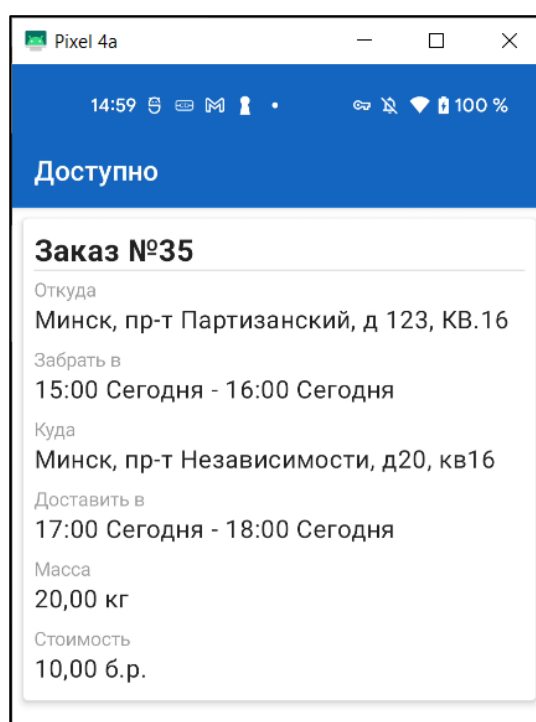 Pixel 4a
14:59 100 %
Доступно
Заказ №35
Откуда
Минск, пр-т Партизанский, д 123, КВ.16
Забрать в
15:00 Сегодня - 16:00 Сегодня
Куда
Минск, пр-т Независимости, д20, кв16
Доставить в
17:00 Сегодня - 18:00 Сегодня
Масса
20,00 кг
Стоимость
10,00 б.р.